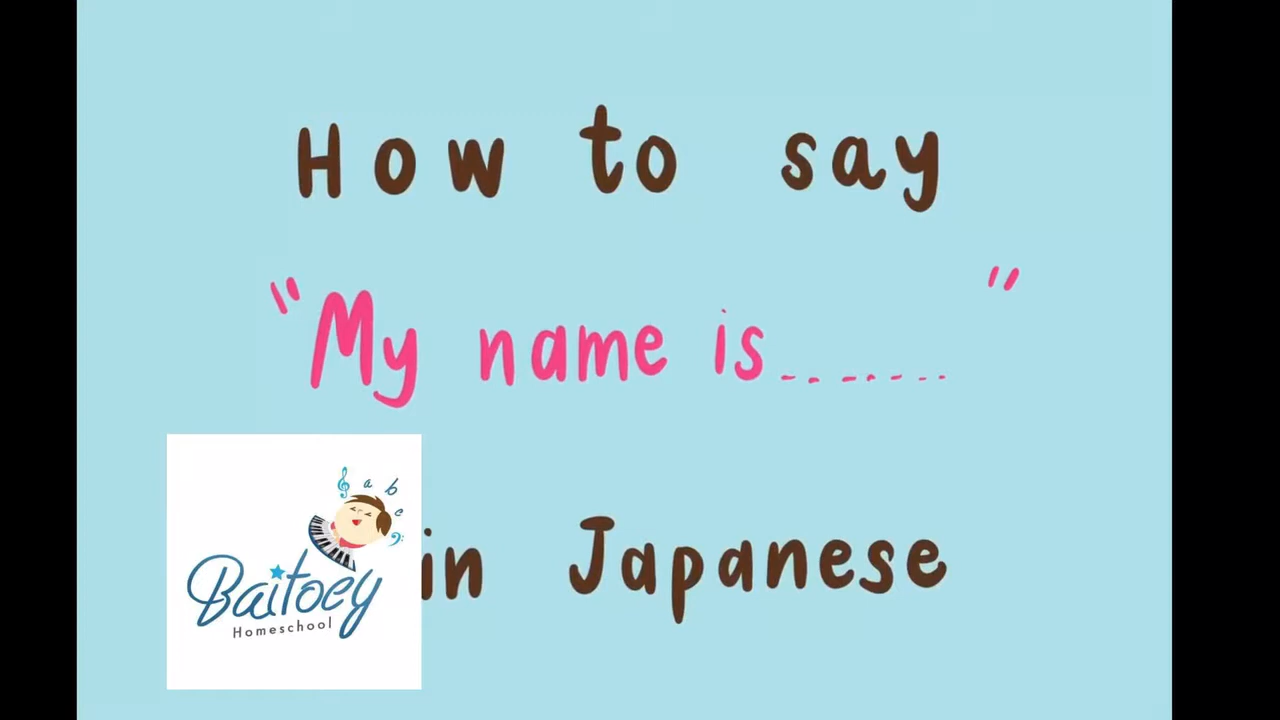 How to say
"My name is......."
in Japanese
a b c
Baitoey
Homeschool